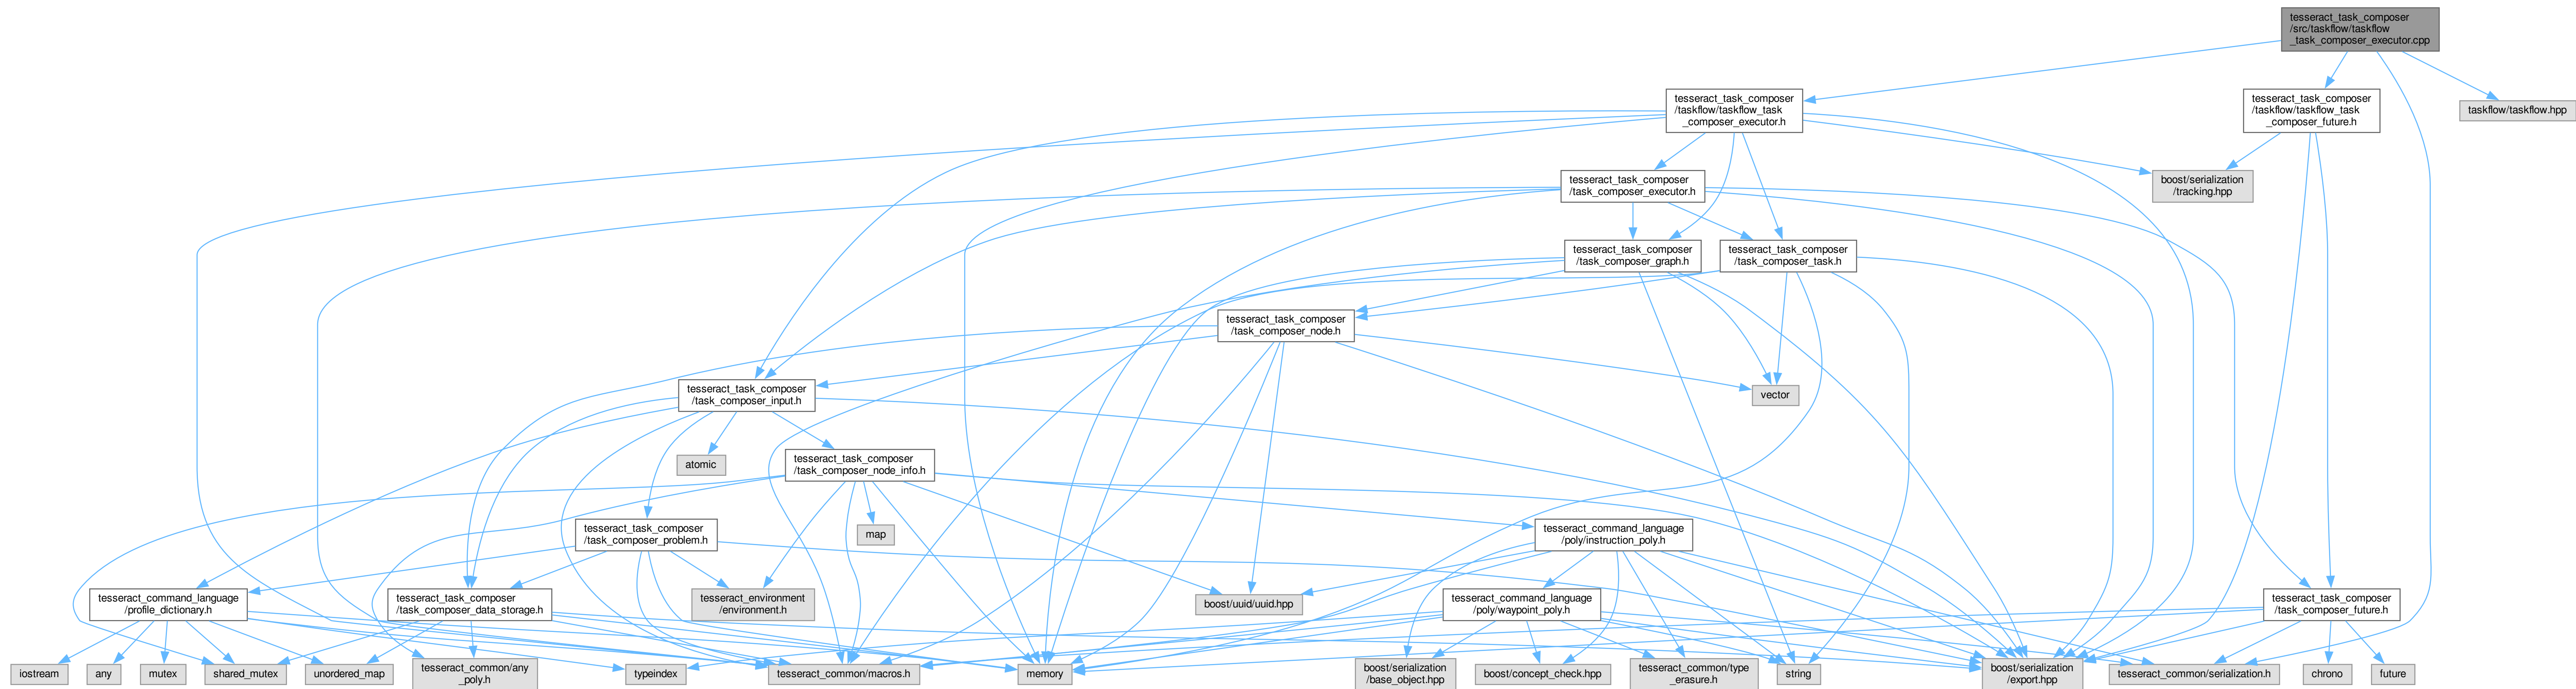 tesseract_task_composer
/src/taskflow/taskflow
_task_composer_executor.cpp
tesseract_task_composer
/taskflow/taskflow_task
_composer_executor.h
tesseract_task_composer
/taskflow/taskflow_task
_composer_future.h
taskflow/taskflow.hpp
tesseract_task_composer
/task_composer_executor.h
boost/serialization
/tracking.hpp
tesseract_task_composer
/task_composer_graph.h
tesseract_task_composer
/task_composer_task.h
tesseract_task_composer
/task_composer_node.h
tesseract_task_composer
/task_composer_input.h
vector
atomic
tesseract_task_composer
/task_composer_node_info.h
tesseract_task_composer
/task_composer_problem.h
map
tesseract_command_language
/poly/instruction_poly.h
tesseract_command_language
/profile_dictionary.h
tesseract_task_composer
/task_composer_data_storage.h
tesseract_environment
/environment.h
boost/uuid/uuid.hpp
tesseract_command_language
/poly/waypoint_poly.h
tesseract_task_composer
/task_composer_future.h
iostream
any
mutex
shared_mutex
unordered_map
tesseract_common/any
_poly.h
typeindex
tesseract_common/macros.h
memory
boost/serialization
/base_object.hpp
boost/concept_check.hpp
tesseract_common/type
_erasure.h
string
boost/serialization
/export.hpp
tesseract_common/serialization.h
chrono
future